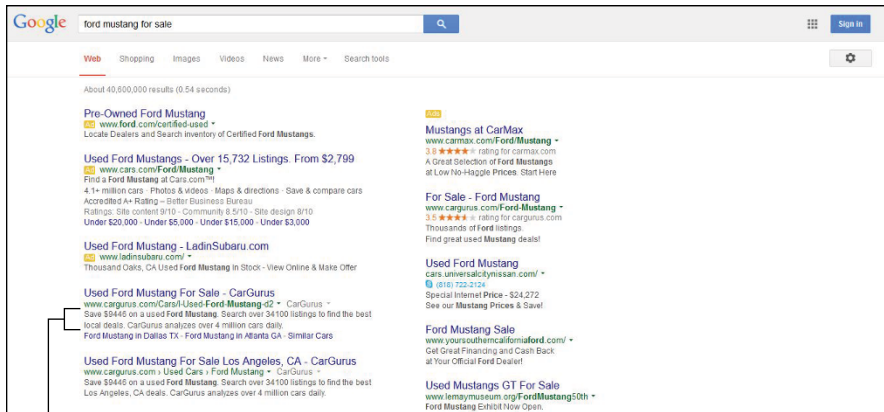 Google
ford mustang for sale
Sign in
Web Shopping Images Videos News More Search tools
About 40,600,000 results (0.54 seconds)
Pre-Owned Ford Mustang
Ad www.ford.com/certified-used
Locate Dealers and Search inventory of Certified Ford Mustangs.
Used Ford Mustangs - Over 15,732 Listings. From $2,799
Ad www.cars.com/Ford/Mustang
Find a Ford Mustang at Cars.com™!
4.1+ million cars · Photos & videos · Maps & directions · Save & compare cars
Accredited A+ Rating – Better Business Bureau
Ratings: Site content 9/10 - Community 8.5/10 - Site design 8/10
Under $20,000 - Under $5,000 - Under $15,000 - Under $3,000
Used Ford Mustang - LadinSubaru.com
Ad www.ladinsubaru.com/
Thousand Oaks, CA Used Ford Mustang In Stock - View Online & Make Offer
Used Ford Mustang For Sale - CarGurus
www.cargurus.com/Cars/l-Used-Ford-Mustang-d2 CarGurus
Save $9446 on a used Ford Mustang. Search over 34100 listings to find the best
local deals. CarGurus analyzes over 4 million cars daily.
Ford Mustang in Dallas TX - Ford Mustang in Atlanta GA - Similar Cars
Used Ford Mustang For Sale Los Angeles, CA - CarGurus
www.cargurus.com › Used Cars › Ford Mustang CarGurus
Save $9446 on a used Ford Mustang. Search over 34100 listings to find the best
Los Angeles, CA deals. CarGurus analyzes over 4 million cars daily.
Ads
Mustangs at CarMax
www.carmax.com/Ford/Mustang
3.8 ★★★★★ rating for carmax.com
A Great Selection of Ford Mustangs
at Low No-Haggle Prices. Start Here
For Sale - Ford Mustang
www.cargurus.com/Ford-Mustang
3.5 ★★★★★ rating for cargurus.com
Thousands of Ford listings.
Find great used Mustang deals!
Used Ford Mustang
cars.universalcitynissan.com/
(818) 722-2124
Special Internet Price - $24,272
See our Mustang Prices & Save!
Ford Mustang Sale
www.yoursoutherncaliforniaford.com/
Get Great Financing and Cash Back
at Your Official Ford Dealer!
Used Mustangs GT For Sale
www.lemaymuseum.org/FordMustang50th
Ford Mustang Exhibit Now Open.